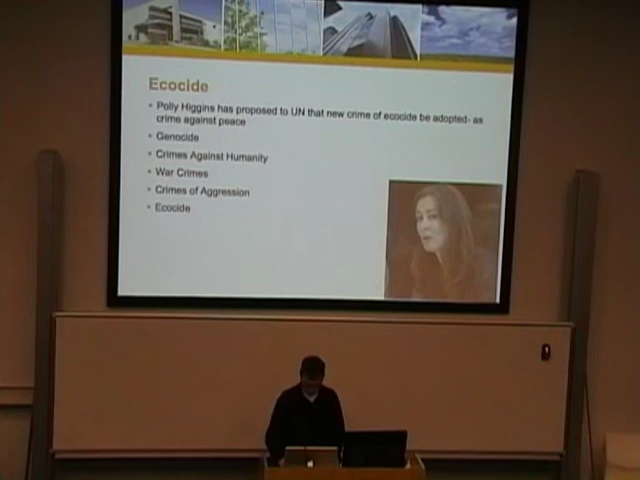 Ecocide
Polly Higgins has proposed to UN that new crime of ecocide be adopted- as
crime against peace
Genocide
Crimes Against Humanity
War Crimes
Crimes of Aggression
Ecocide